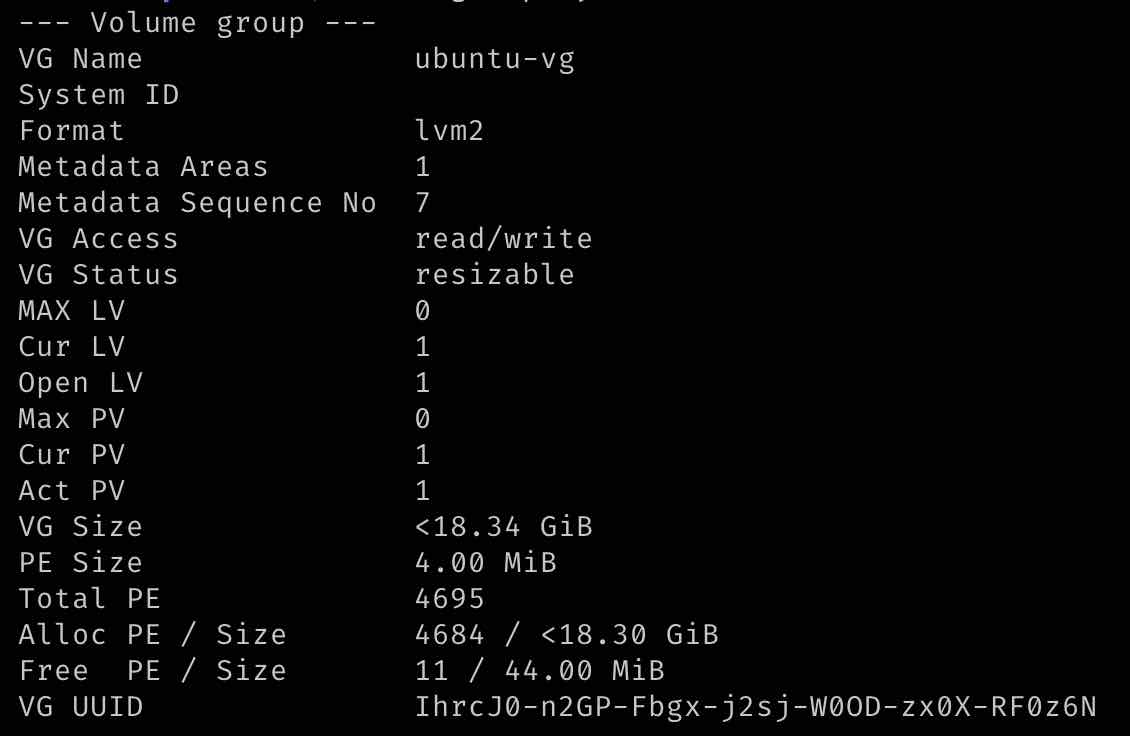 --- Volume group ---
VG Name               ubuntu-vg
System ID
Format                lvm2
Metadata Areas        1
Metadata Sequence No  7
VG Access             read/write
VG Status             resizable
MAX LV                0
Cur LV                1
Open LV               1
Max PV                0
Cur PV                1
Act PV                1
VG Size               <18.34 GiB
PE Size               4.00 MiB
Total PE              4695
Alloc PE / Size       4684 / <18.30 GiB
Free  PE / Size       11 / 44.00 MiB
VG UUID               IhrcJ0-n2GP-Fbgx-j2sj-W0OD-zx0X-RF0z6N